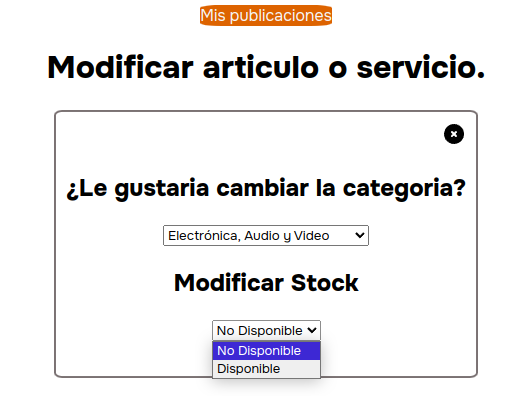 Mis publicaciones
Modificar articulo o servicio.
¿Le gustaria cambiar la categoria?
Electrónica, Audio y Video
Modificar Stock
No Disponible
No Disponible
Disponible